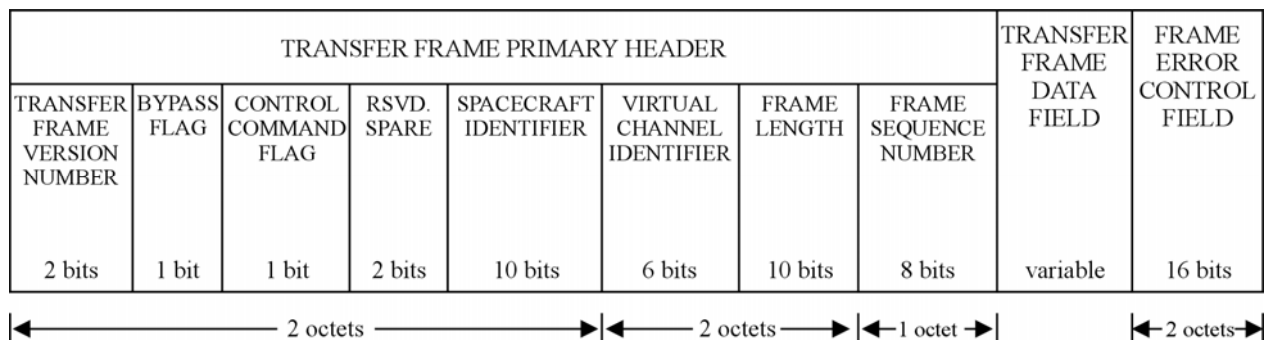 TRANSFER FRAME PRIMARY HEADER
TRANSFER
FRAME
DATA
FIELD
FRAME
ERROR
CONTROL
FIELD
TRANSFER
FRAME
VERSION
NUMBER
BYPASS
FLAG
CONTROL
COMMAND
FLAG
RSVD.
SPARE
SPACECRAFT
IDENTIFIER
VIRTUAL
CHANNEL
IDENTIFIER
FRAME
LENGTH
FRAME
SEQUENCE
NUMBER
2 bits
1 bit
1 bit
2 bits
10 bits
6 bits
10 bits
8 bits
variable
16 bits
2 octets
2 octets
1 octet
2 octets